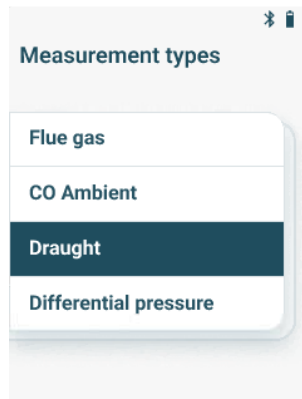 Measurement types
Flue gas
CO Ambient
Draught
Differential pressure